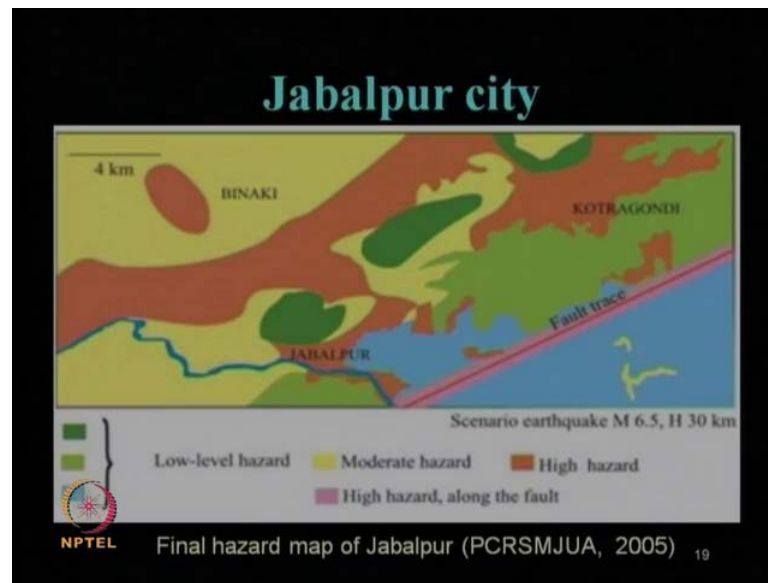 Jabalpur city
4 km
BINAKI
KOTRAGONDI
Fault trace
JABALPUR
Scenario earthquake M 6.5, H 30 km
Low-level hazard
Moderate hazard
High hazard
High hazard, along the fault
NPTEL
Final hazard map of Jabalpur (PCRSMJUA, 2005)
19